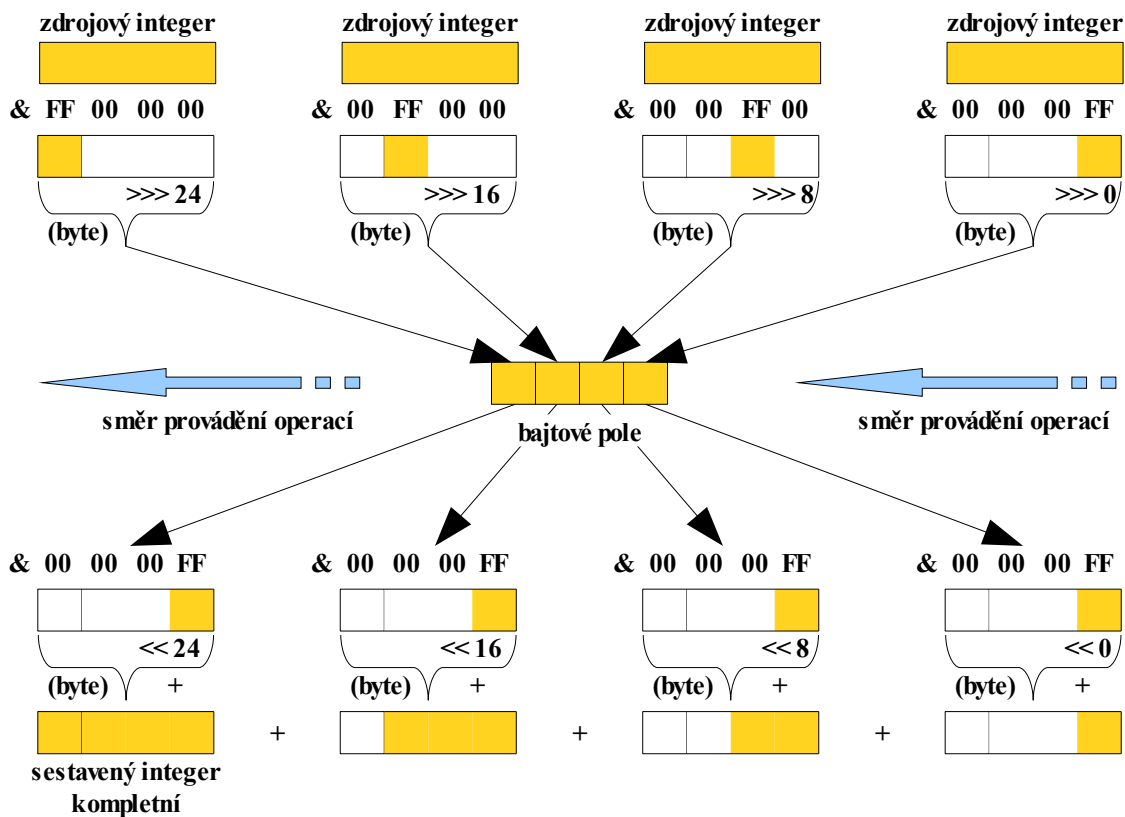 zdrojový integer zdrojový integer zdrojový integer zdrojový integer
& FF 00 00 00 & 00 FF 00 00 & 00 00 FF 00 & 00 00 00 FF
>>> 24 >>> 16 >>> 8 >>> 0
(byte) (byte) (byte) (byte)
směr provádění operací bajtové pole směr provádění operací
& 00 00 00 FF & 00 00 00 FF & 00 00 00 FF & 00 00 00 FF
<< 24 << 16 << 8 << 0
(byte) + (byte) + (byte) + (byte) +
+ + +
sestavený integer
kompletní